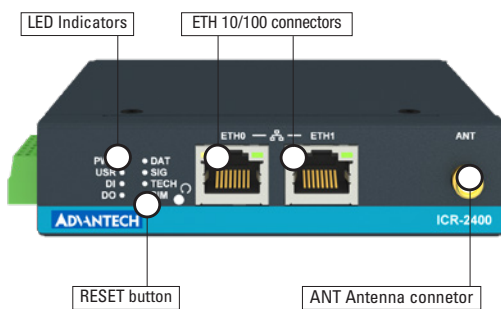 LED Indicators
ETH 10/100 connectors
ETH0
ETH1
ANT
DAT
USR
SIG
DI
TECH
DO
ADVANTECH
ICR-2400
RESET button
ANT Antenna connetor